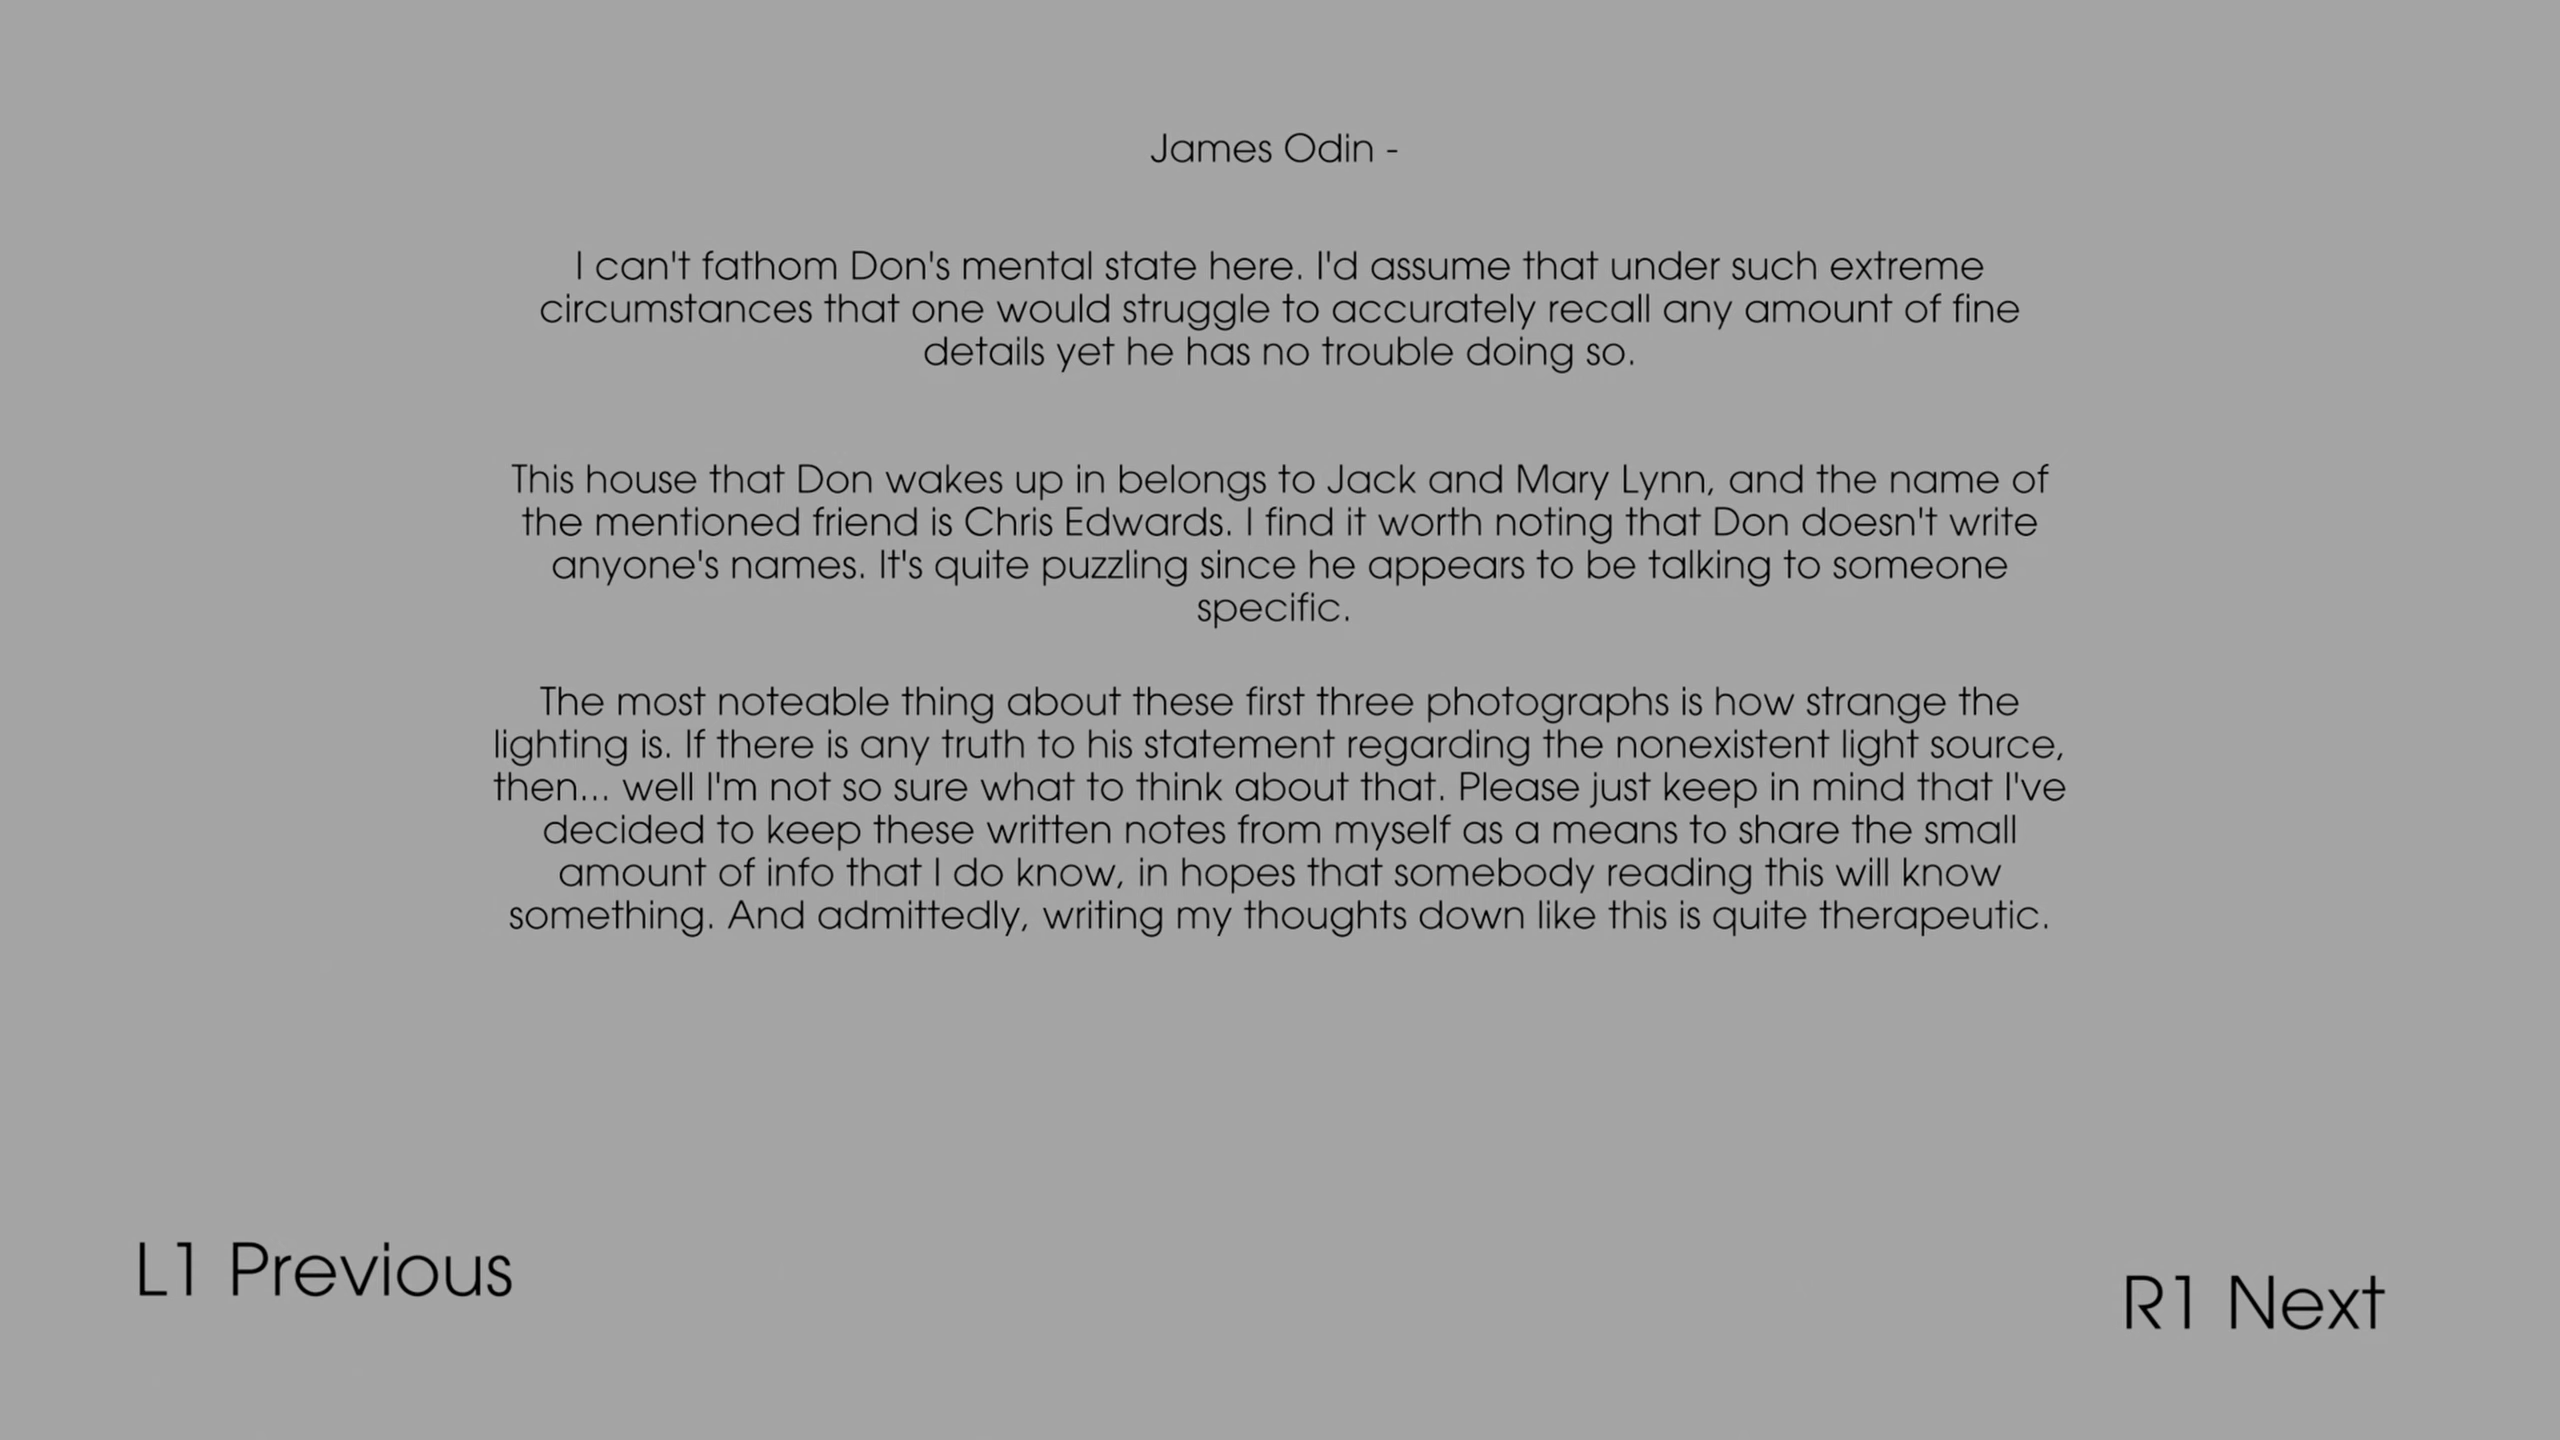 James Odin -
I can't fathom Don's mental state here. I'd assume that under such extreme
circumstances that one would struggle to accurately recall any amount of fine
details yet he has no trouble doing so.
This house that Don wakes up in belongs to Jack and Mary Lynn, and the name of
the mentioned friend is Chris Edwards. I find it worth noting that Don doesn't write
anyone's names. It's quite puzzling since he appears to be talking to someone
specific.
The most noteable thing about these first three photographs is how strange the
lighting is. If there is any truth to his statement regarding the nonexistent light source,
then... well I'm not so sure what to think about that. Please just keep in mind that I've
decided to keep these written notes from myself as a means to share the small
amount of info that I do know, in hopes that somebody reading this will know
something. And admittedly, writing my thoughts down like this is quite therapeutic.
L1 Previous
R1 Next